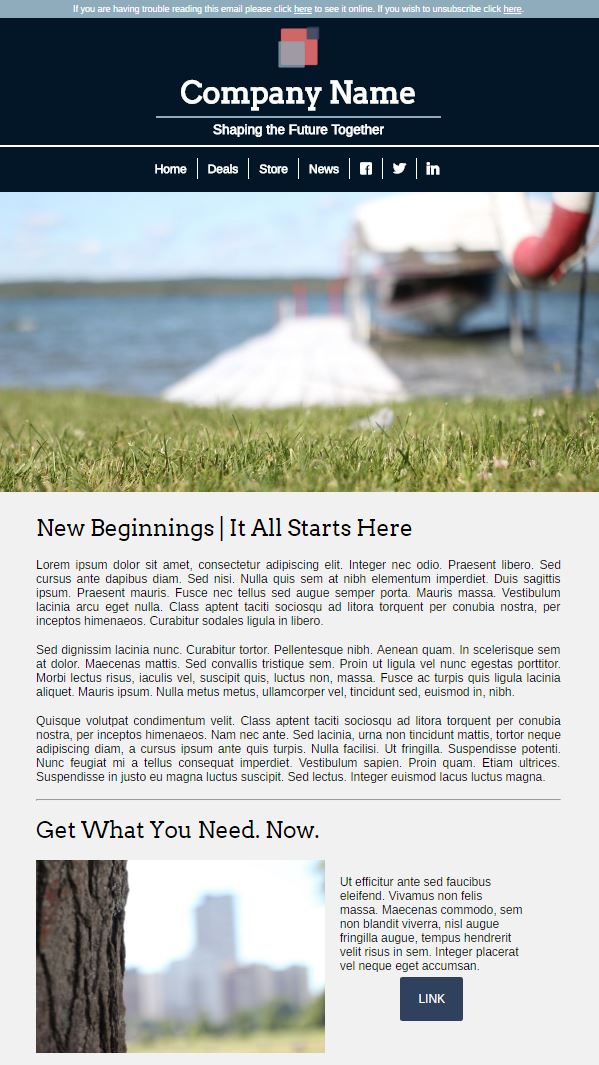 If you are having trouble reading this email please click here to see it online. If you wish to unsubscribe click here.
Company Name
Shaping the Future Together
Home Deals Store News
New Beginnings | It All Starts Here
Lorem ipsum dolor sit amet, consectetur adipiscing elit. Integer nec odio. Praesent libero. Sed
cursus ante dapibus diam. Sed nisi. Nulla quis sem at nibh elementum imperdiet. Duis sagittis
ipsum. Praesent mauris. Fusce nec tellus sed augue semper porta. Mauris massa. Vestibulum
lacinia arcu eget nulla. Class aptent taciti sociosqu ad litora torquent per conubia nostra, per
inceptos himenaeos. Curabitur sodales ligula in libero.
Sed dignissim lacinia nunc. Curabitur tortor. Pellentesque nibh. Aenean quam. In scelerisque sem
at dolor. Maecenas mattis. Sed convallis tristique sem. Proin ut ligula vel nunc egestas porttitor.
Morbi lectus risus, iaculis vel, suscipit quis, luctus non, massa. Fusce ac turpis quis ligula lacinia
aliquet. Mauris ipsum. Nulla metus metus, ullamcorper vel, tincidunt sed, euismod in, nibh.
Quisque volutpat condimentum velit. Class aptent taciti sociosqu ad litora torquent per conubia
nostra, per inceptos himenaeos. Nam nec ante. Sed lacinia, urna non tincidunt mattis, tortor neque
adipiscing diam, a cursus ipsum ante quis turpis. Nulla facilisi. Ut fringilla. Suspendisse potenti.
Nunc feugiat mi a tellus consequat imperdiet. Vestibulum sapien. Proin quam. Etiam ultrices.
Suspendisse in justo eu magna luctus suscipit. Sed lectus. Integer euismod lacus luctus magna.
Get What You Need. Now.
Ut efficitur ante sed faucibus
eleifend. Vivamus non felis
massa. Maecenas commodo, sem
non blandit viverra, nisl augue
fringilla augue, tempus hendrerit
velit risus in sem. Integer placerat
vel neque eget accumsan.
LINK